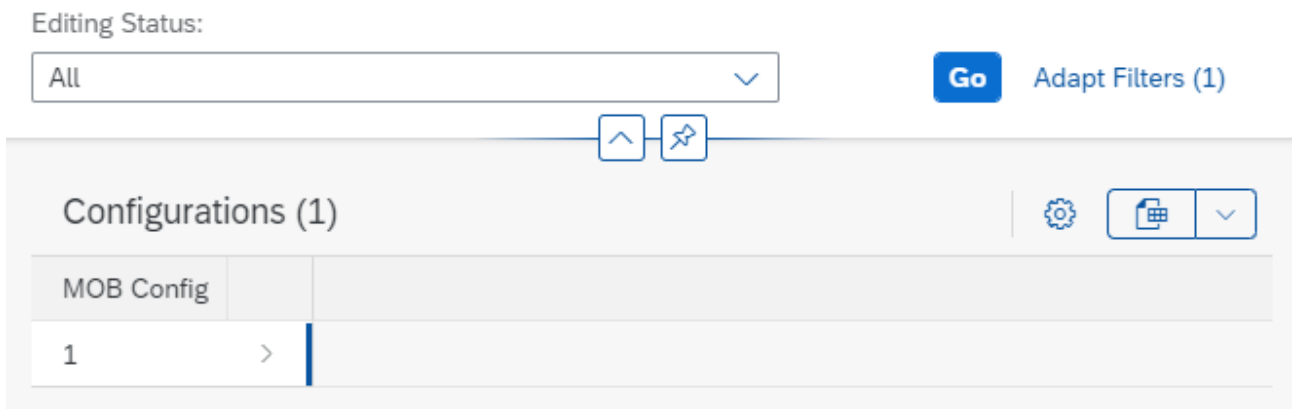 Editing Status:
All
Go
Adapt Filters (1)
Configurations (1)
MOB Config
1